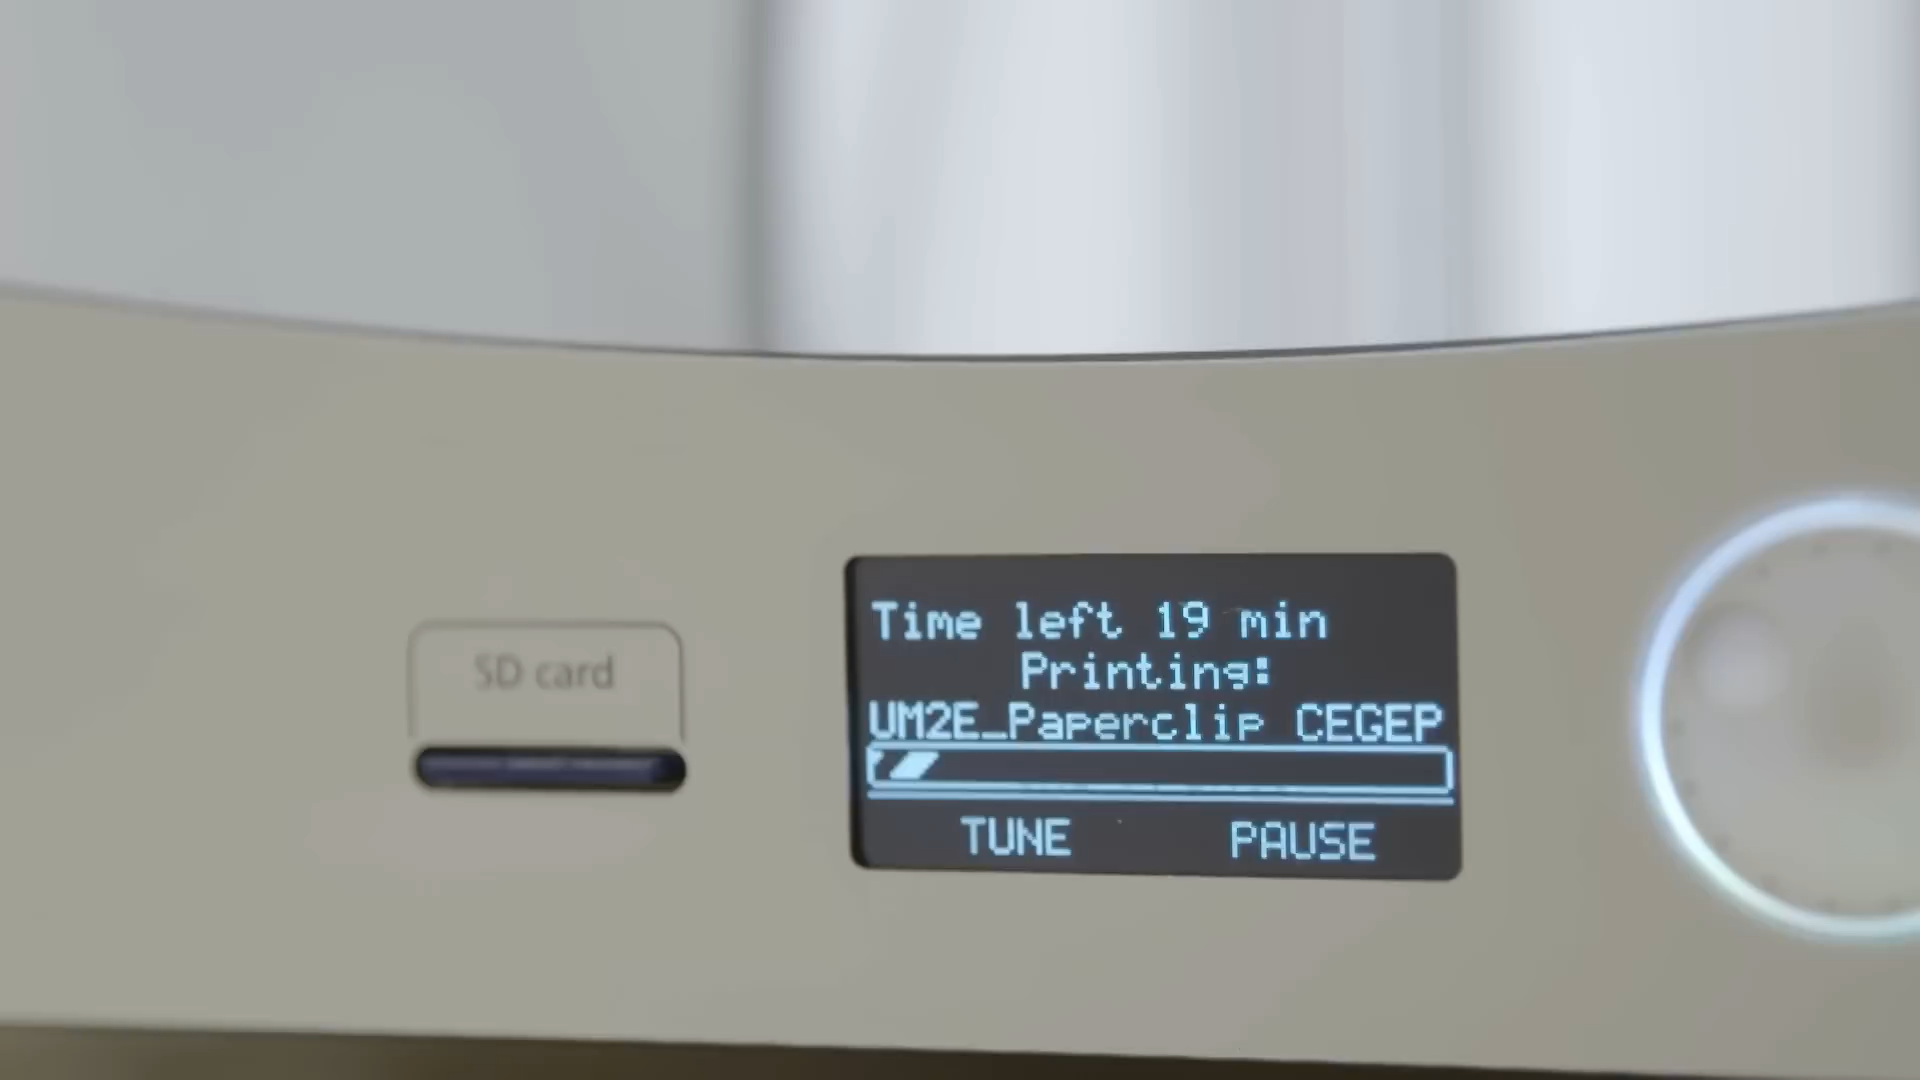 SD card
Time left 19 min
Printing:
UM2E_Paperclip CEGEP
TUNE PAUSE